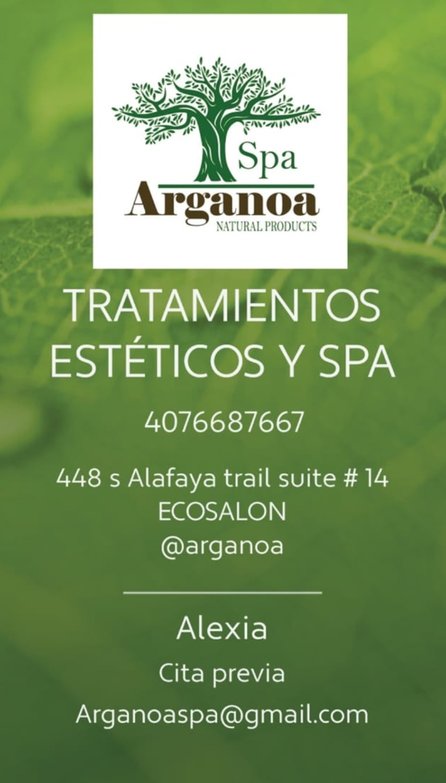 Spa
Arganoa
NATURAL PRODUCTS
TRATAMIENTOS
ESTÉTICOS Y SPA
4076687667
448 s Alafaya trail suite # 14
ECOSALON
@arganoa
Alexia
Cita previa
Arganoaspa@gmail.com